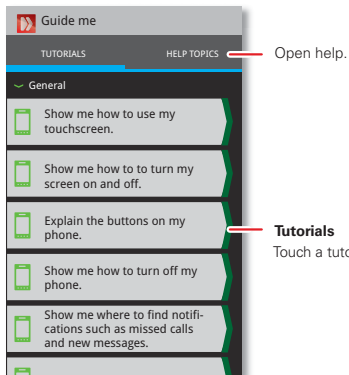 Guide me
TUTORIALS HELP TOPICS
Open help.
General
Show me how to use my
touchscreen.
Show me how to to turn my
screen on and off.
Explain the buttons on my
phone.
Tutorials
Touch a
Show me how to turn off my
phone.
Show me where to find notifi-
cations such as missed calls
and new messages.